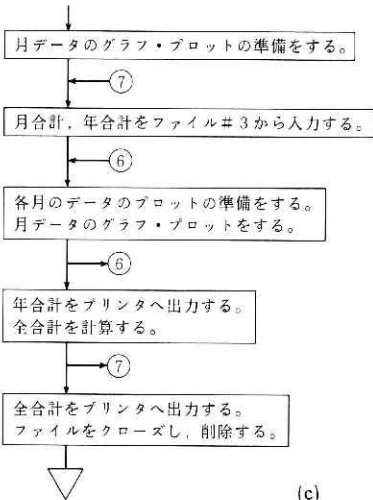 月データのグラフ・プロットの準備をする。
⑦
月合計,年合計をファイル#3から入力する。
⑥
各月のデータのプロットの準備をする。
月データのグラフ・プロットをする。
⑥
年合計をプリンタへ出力する。
全合計を計算する。
⑦
全合計をプリンタへ出力する。
ファイルをクローズし,削除する。
(c)